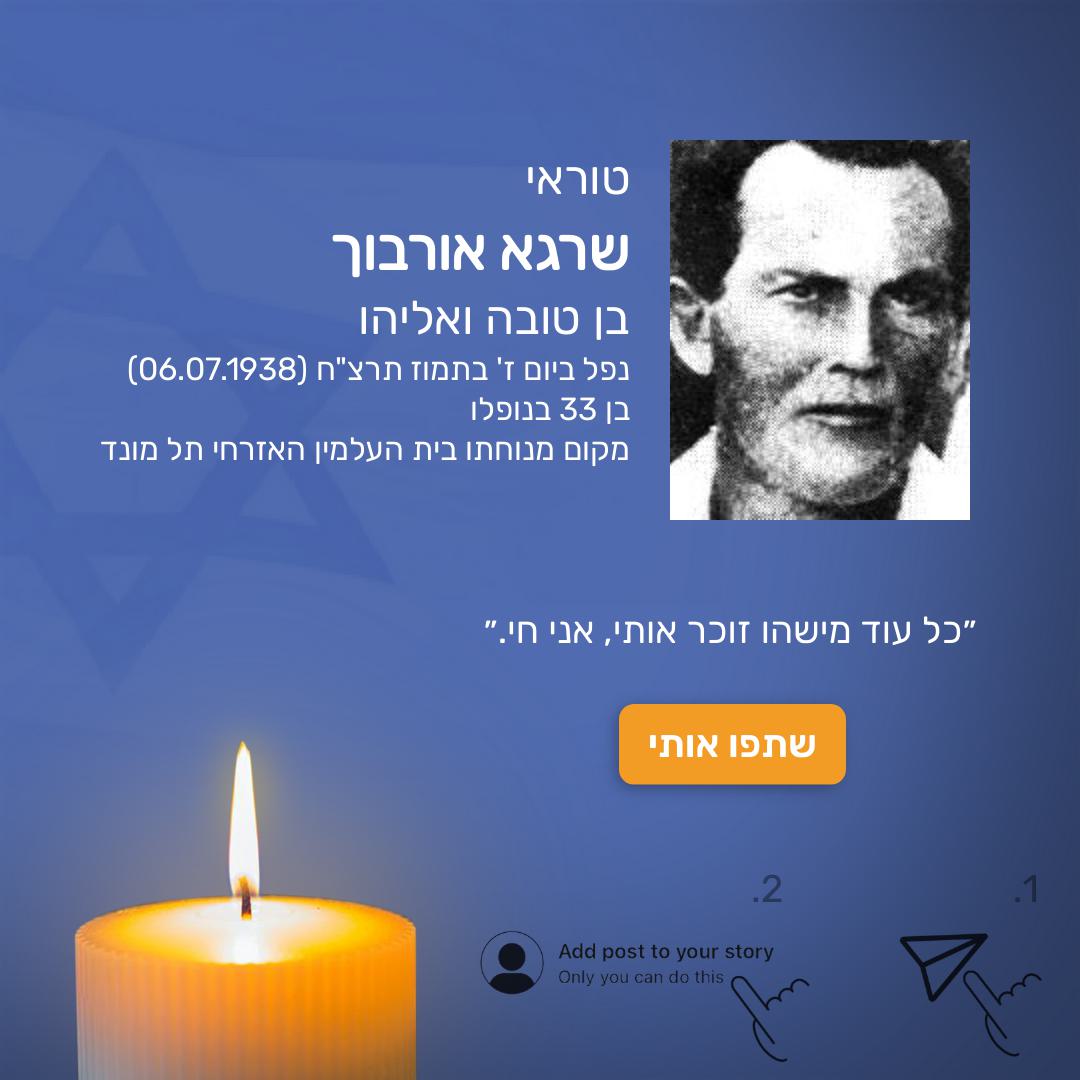 טוראי
שרגא אורבוך
בן טובה ואליהו
נפל ביום ז' בתמוז תרצ"ח (06.07.1938)
בן 33 בנופלו
מקום מנוחתו בית העלמין האזרחי תל מונד
״כל עוד מישהו זוכר אותי, אני חי.״
שתפו אותי
.1
.2
Add post to your story
Only you can do this